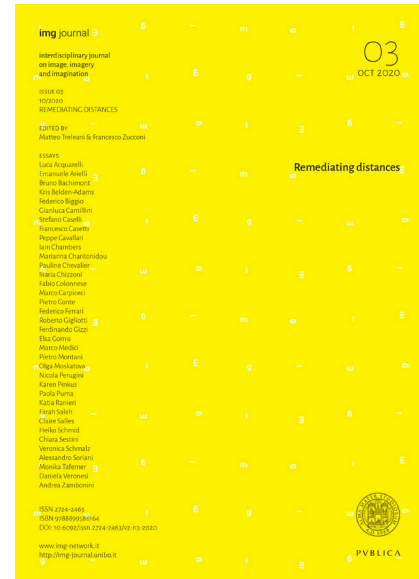 img journal
interdisciplinary journal
on image, imagery
and imagination
ISSUE 03
10/2020
REMEDIATING DISTANCES
EDITED BY
Matteo Treleani & Francesco Zucconi
ESSAYS
Luca Acquarelli
Emanuele Arielli
Bruno Bachimont
Kris Belden-Adams
Federico Biggio
Gianluca Camillini
Stefano Caselli
Francesco Casetti
Peppe Cavallari
Iain Chambers
Marianna Charitonidou
Pauline Chevalier
Ilaria Chizzoni
Fabio Colonnese
Marco Carpiceci
Pietro Conte
Federico Ferrari
Roberto Gigliotti
Ferdinando Gizzi
Elsa Gomis
Marco Medici
Pietro Montani
Olga Moskatova
Nicola Perugini
Karen Pinkus
Paola Puma
Katia Ranieri
Farah Saleh
Claire Salles
Heiko Schmid
Chiara Sestini
Veronica Schmalz
Alessandro Soriani
Monika Taferner
Daniela Veronesi
Andrea Zambonini
ISSN 2724-2463
ISBN 9788899586164
DOI: 10.6092/issn.2724-2463/v2-n3-2020
www.img-network.it
http://img-journal.unibo.it
03
OCT 2020
Remediating distances
PVBLICA